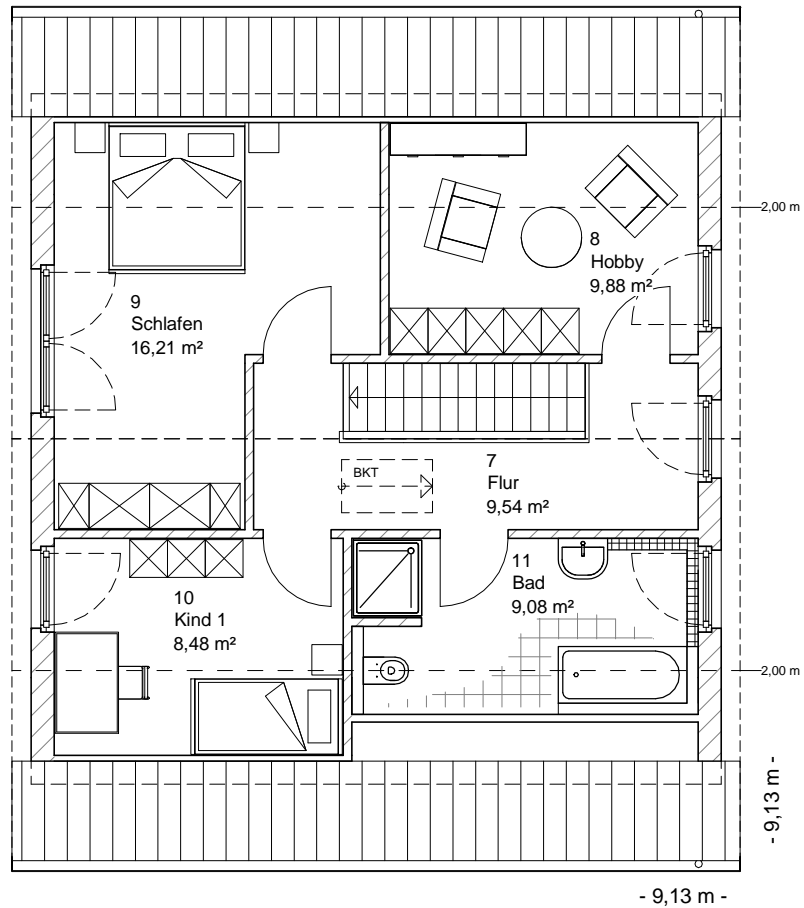 2,00 m
8
Hobby
9,88 m²
9
Schlafen
16,21 m²
7
Flur
9,54 m²
BKT
11
Bad
9,08 m²
10
Kind 1
8,48 m²
2,00 m
- 9,13 m -
- 9,13 m -